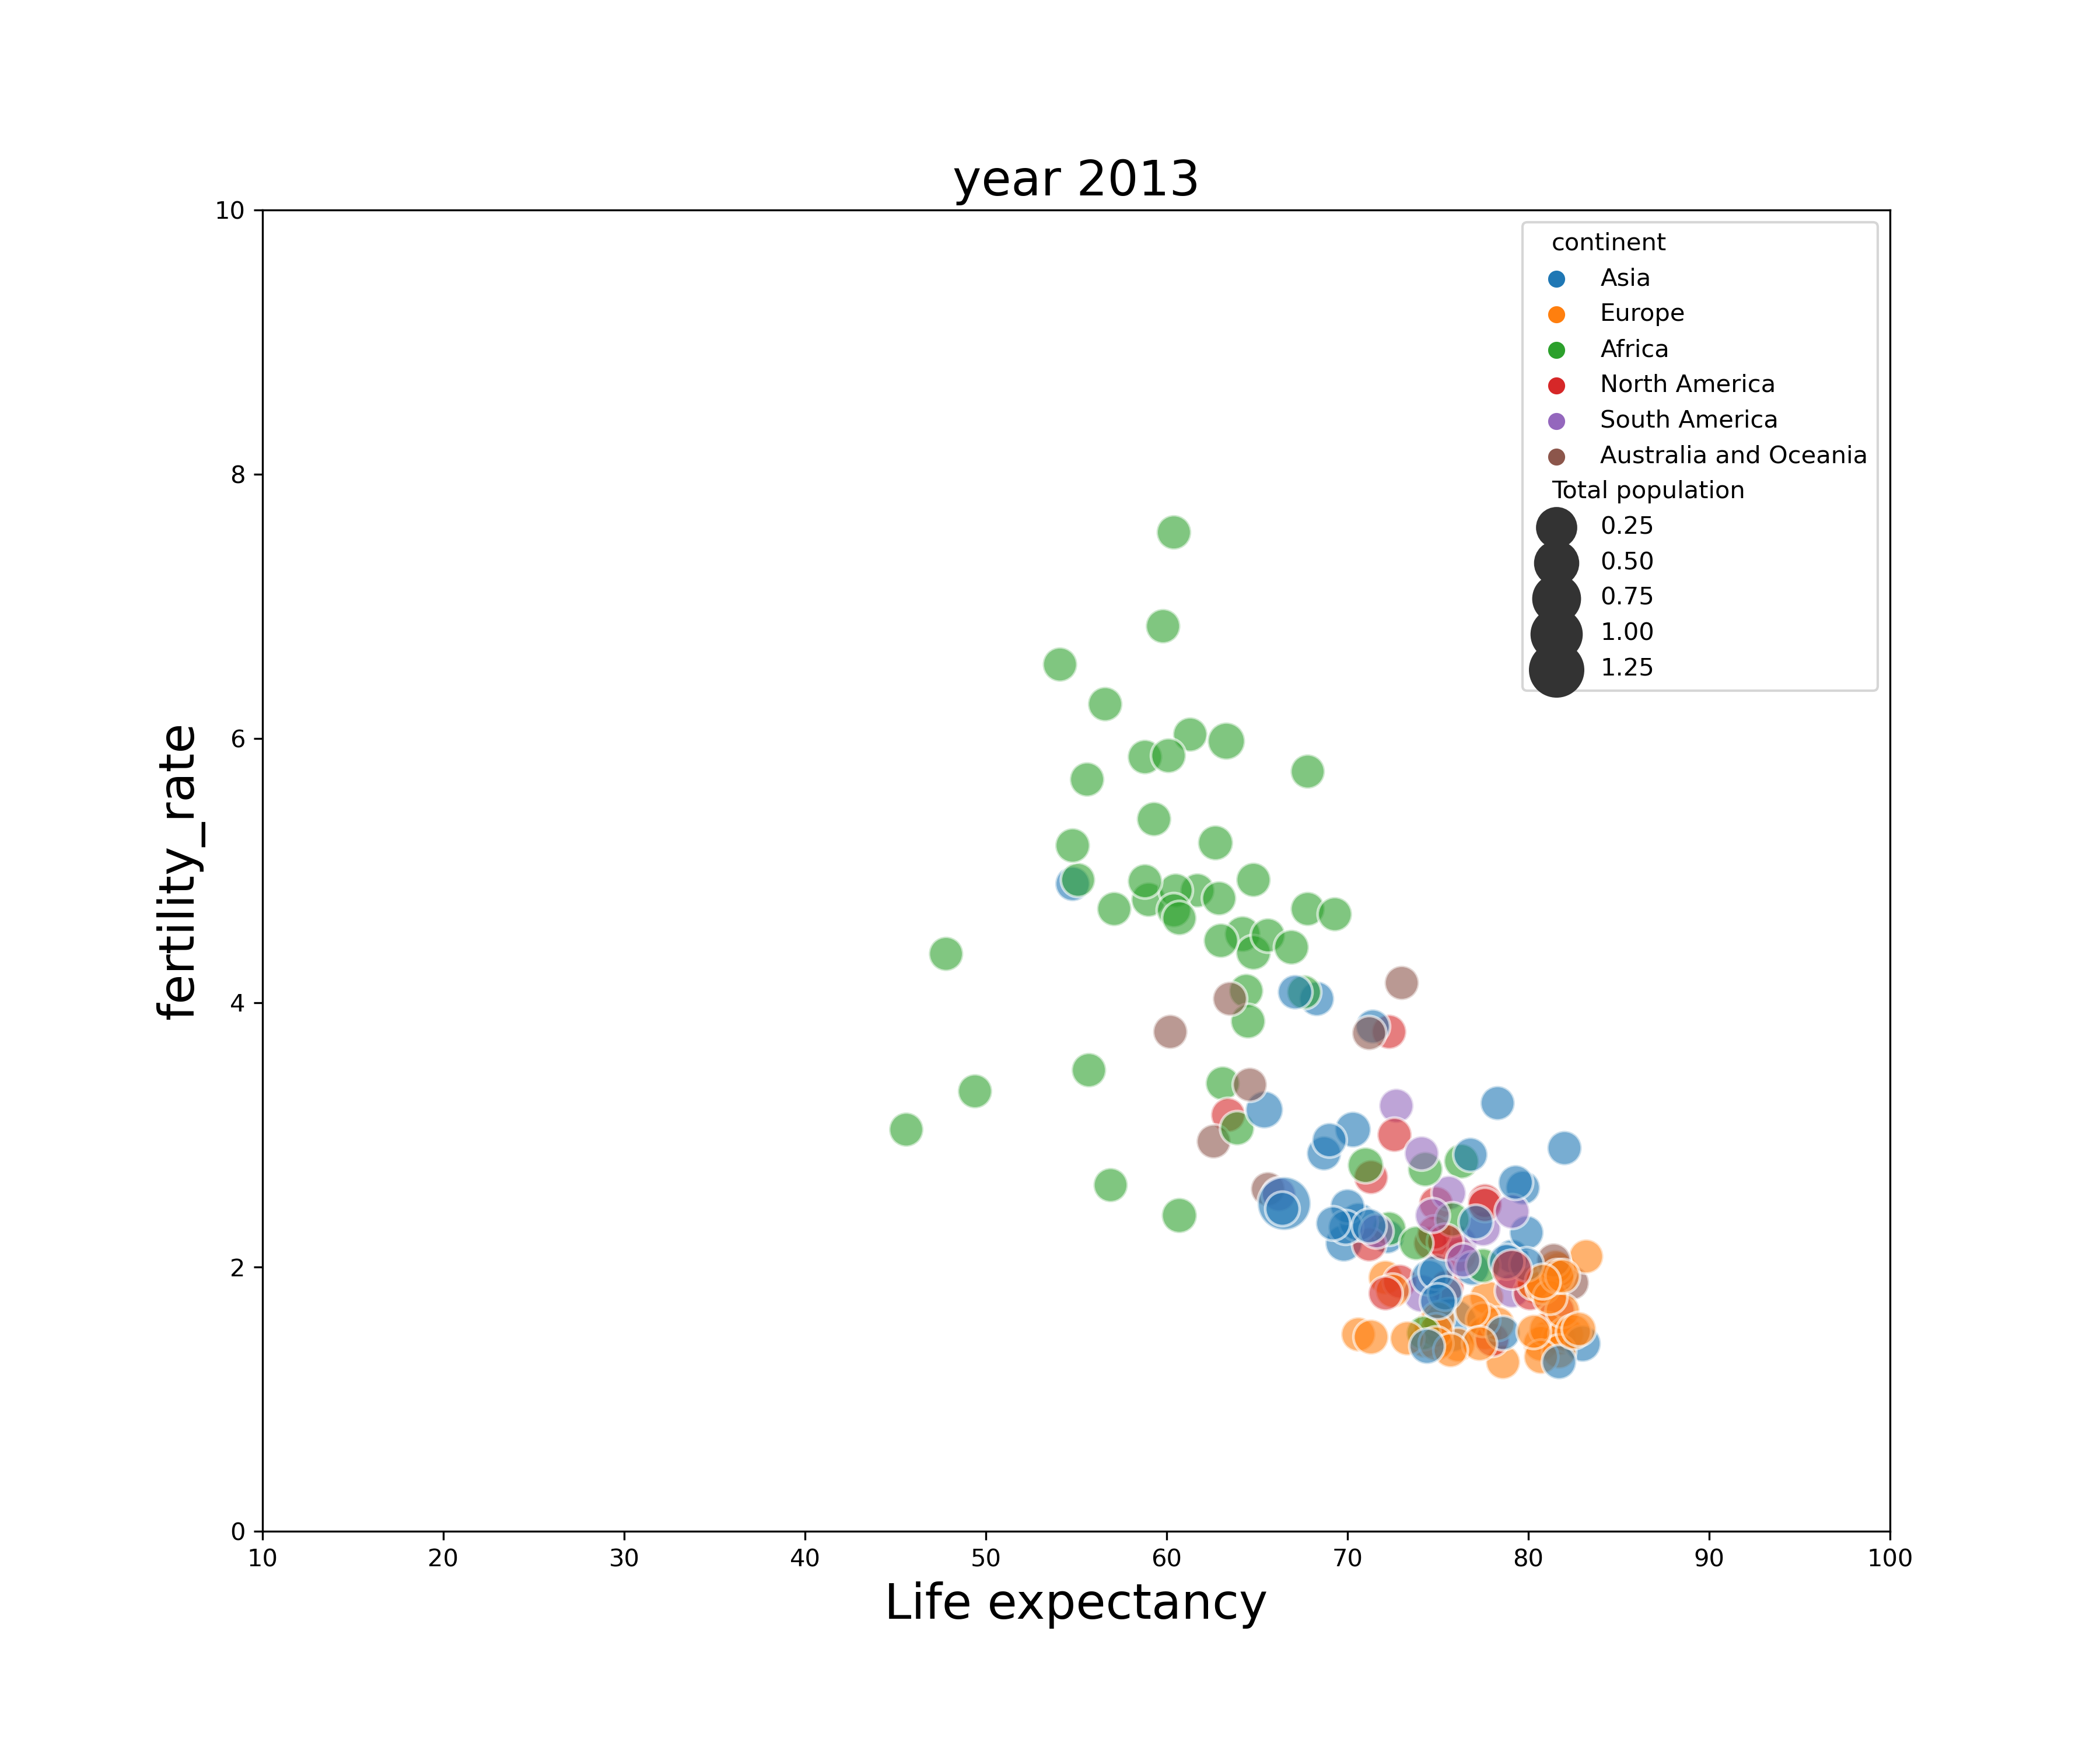 year 2013
10
8
6
4
2
0
fertility_rate
continent
Asia
Europe
Africa
North America
South America
Australia and Oceania
Total population
0.25
0.50
0.75
1.00
1.25
10 20 30 40 50 60 70 80 90 100
Life expectancy